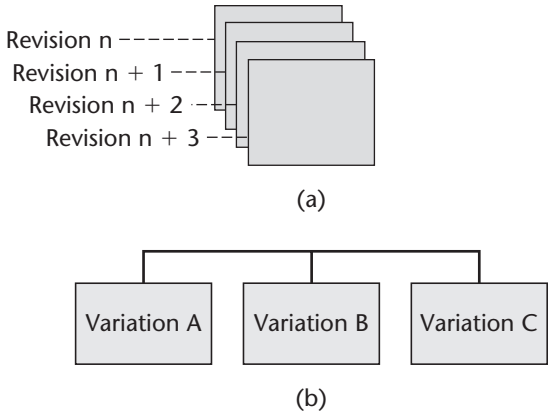 Revision n
Revision n + 1
Revision n + 2
Revision n + 3
(a)
Variation A Variation B Variation C
(b)